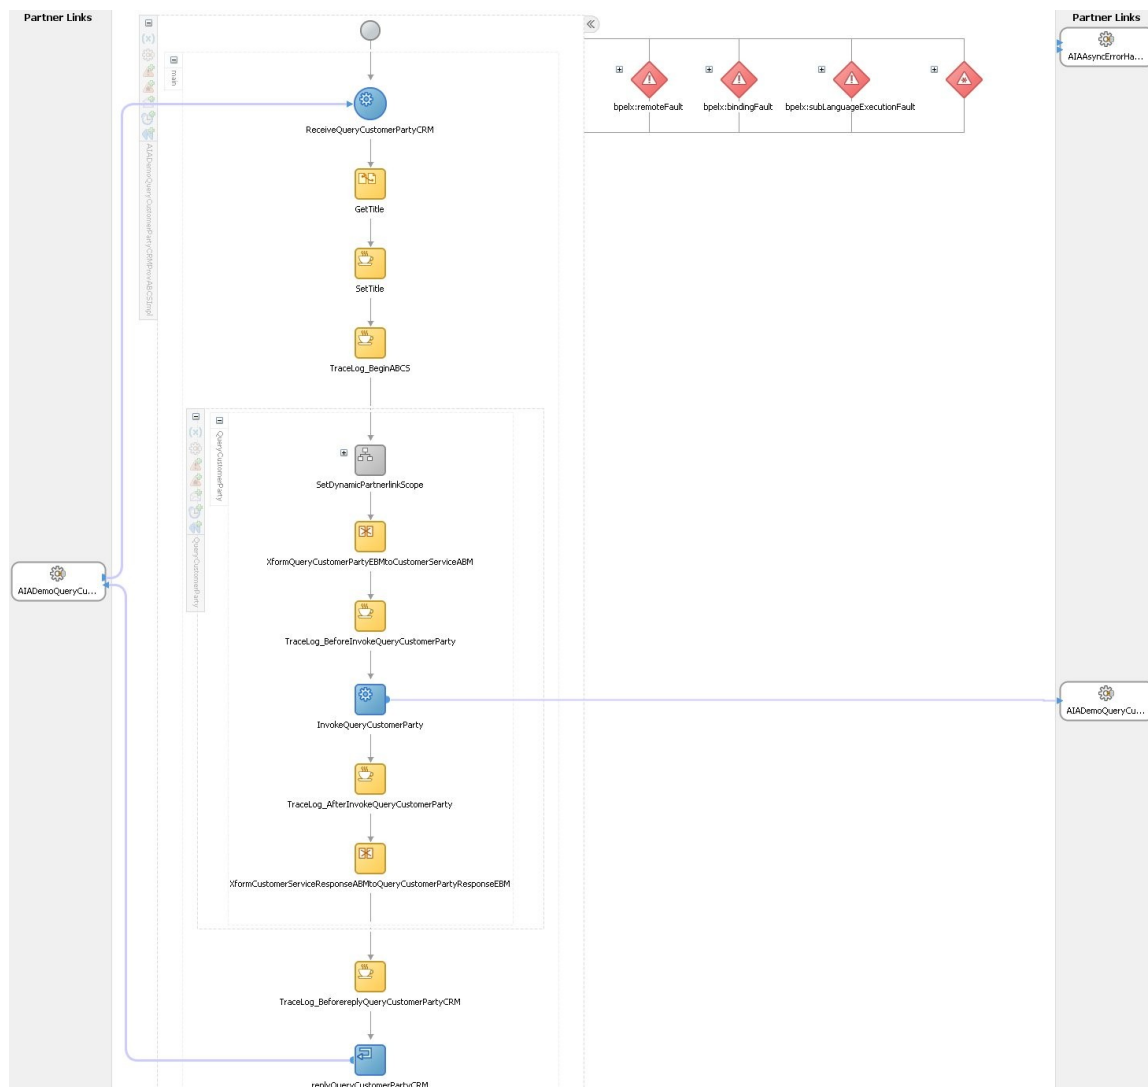 Partner Links
Partner Links
AIAAsyncErrorHa...
main
bpelx::remoteFault
bpelx::bindingFault
bpelx::subLanguageExecutionFault
ReceiveQueryCustomerPartyCRM
AIADemoQueryCustomerPartyCRMProvABCSImpl
GetTitle
SetTitle
TraceLog_BeginABCS
QueryCustomerParty
SetDynamicPartnerlinkScope
XformQueryCustomerPartyEBMtoCustomerServiceABM
QueryCustomerParty
AIADemoQueryCu...
TraceLog_BeforeInvokeQueryCustomerParty
AIADemoQueryCu...
InvokeQueryCustomerParty
TraceLog_AfterInvokeQueryCustomerParty
XformCustomerServiceResponseABMtoQueryCustomerPartyResponseEBM
TraceLog_BeforereplyQueryCustomerPartyCRM
replyQueryCustomerPartyCRM